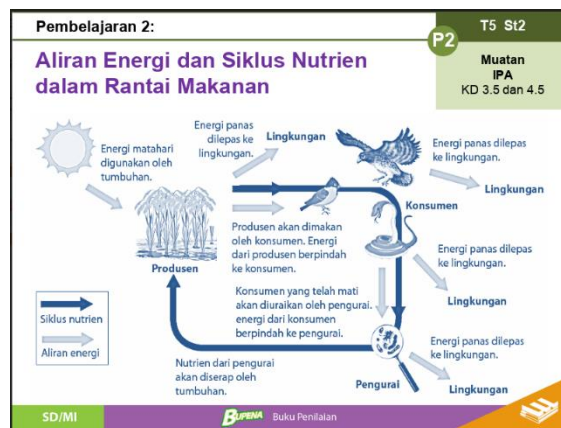 Pembelajaran 2:
P2
T5 St2
Aliran Energi dan Siklus Nutrien
dalam Rantai Makanan
Muatan
IPA
KD 3.5 dan 4.5
Energi matahari
digunakan oleh
tumbuhan.
Energi panas
dilepas ke
lingkungan.
Lingkungan
Energi panas dilepas
ke lingkungan.
Lingkungan
Konsumen
Produsen akan dimakan
oleh konsumen. Energi
dari produsen berpindah
ke konsumen.
Produsen
Energi panas dilepas
ke lingkungan.
Lingkungan
Konsumen yang telah mati
akan diuraikan oleh pengurai.
energi dari konsumen
berpindah ke pengurai.
Siklus nutrien
Aliran energi
Nutrien dari pengurai
akan diserap oleh
tumbuhan.
Energi panas dilepas
ke lingkungan.
Pengurai
Lingkungan
SD/MI
BUPENA Buku Penilaian